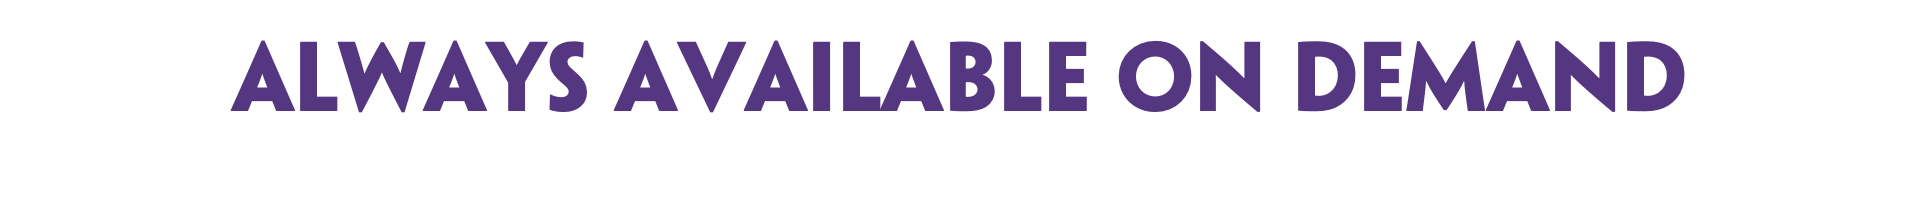 ALWAYS AVAILABLE ON DEMAND